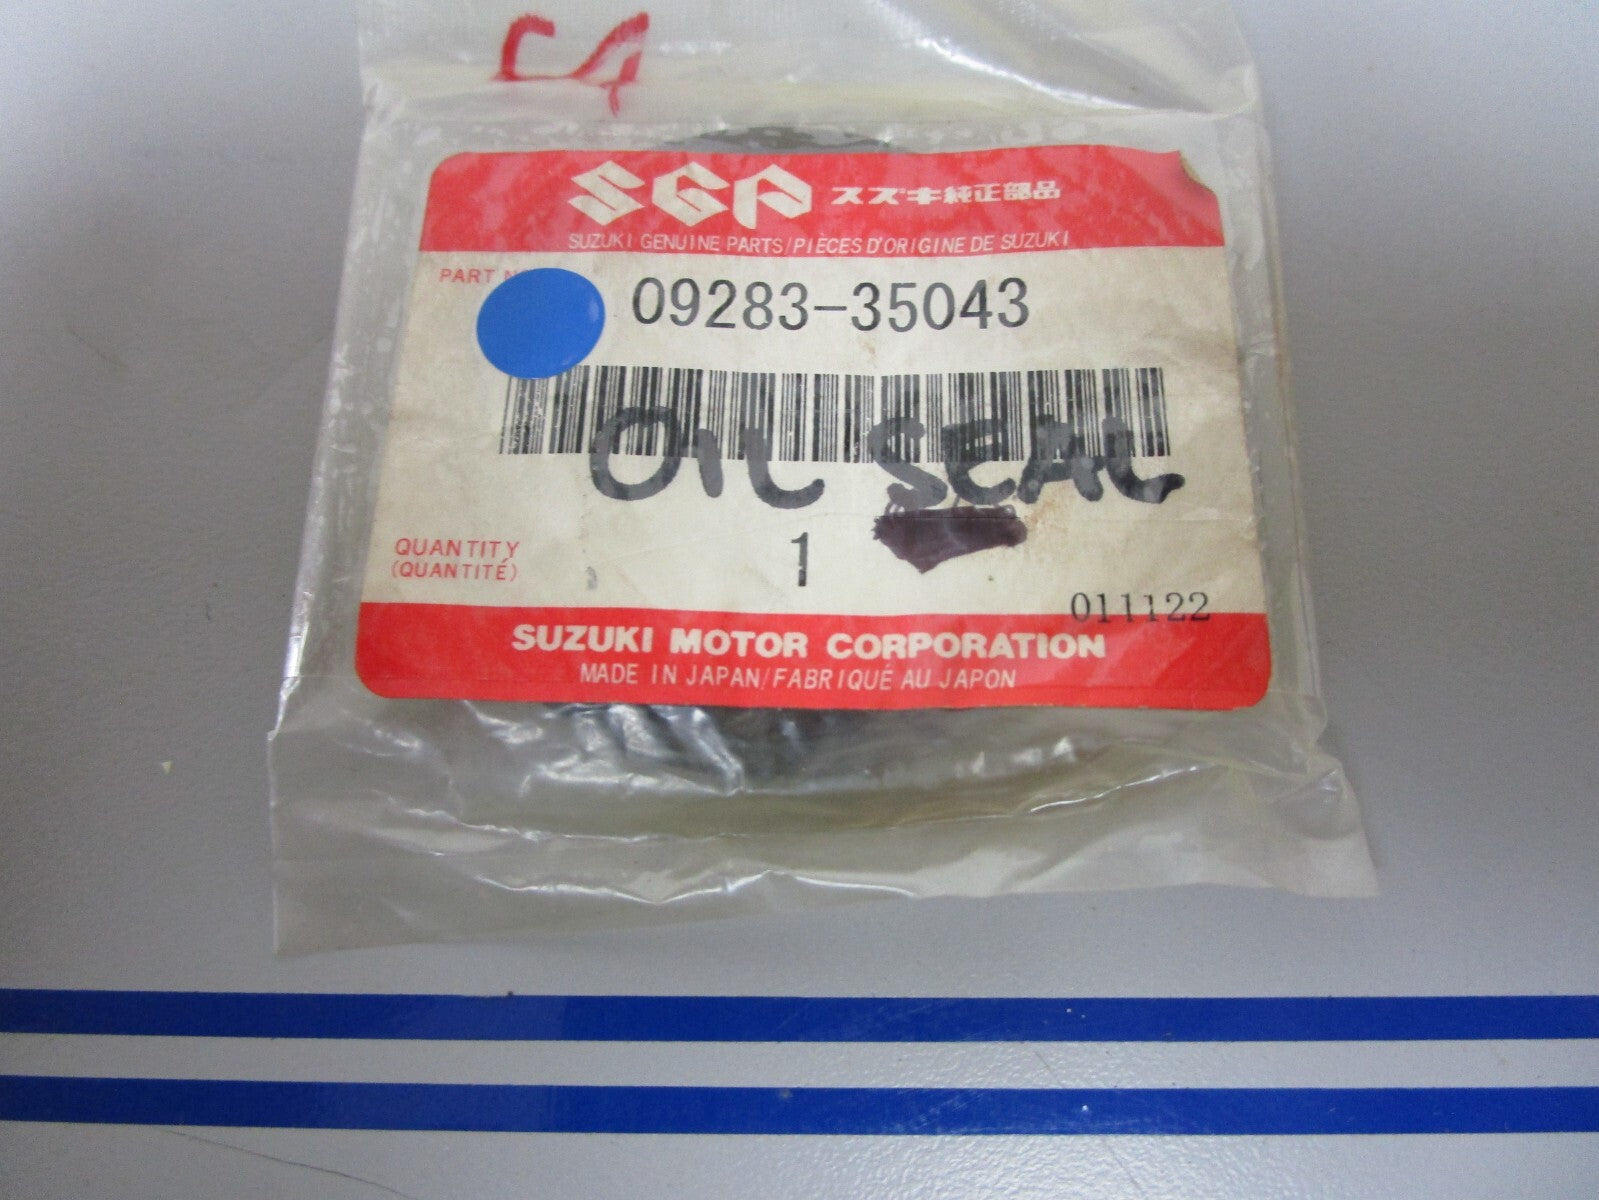 C4
SGP スズキ純正部品
SUZUKI GENUINE PARTS/PIÈCES D'ORIGINE DE SUZUKI
PART
09283-35043
OIL SEAL
QUANTITY
(QUANTITÉ)
1
011122
SUZUKI MOTOR CORPORATION
MADE IN JAPAN/FABRIQUÉ AU JAPON